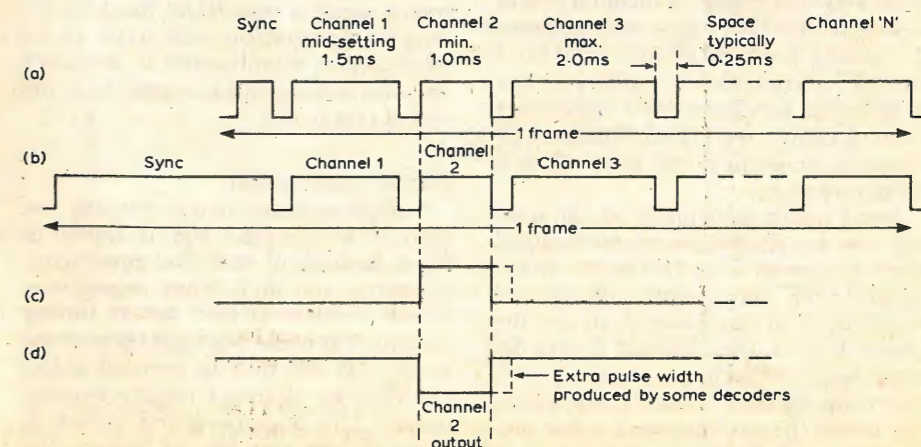 Sync
Channel 1
mid-setting
1·5ms
Channel 2
min.
1·0ms
Channel 3
max.
2·0ms
Space
typically
0·25ms
Channel 'N'
(a)
1 frame
(b)
Sync
Channel 1
Channel
2
Channel 3
1 frame
(c)
(d)
Extra pulse width
produced by some decoders
Channel
2
output